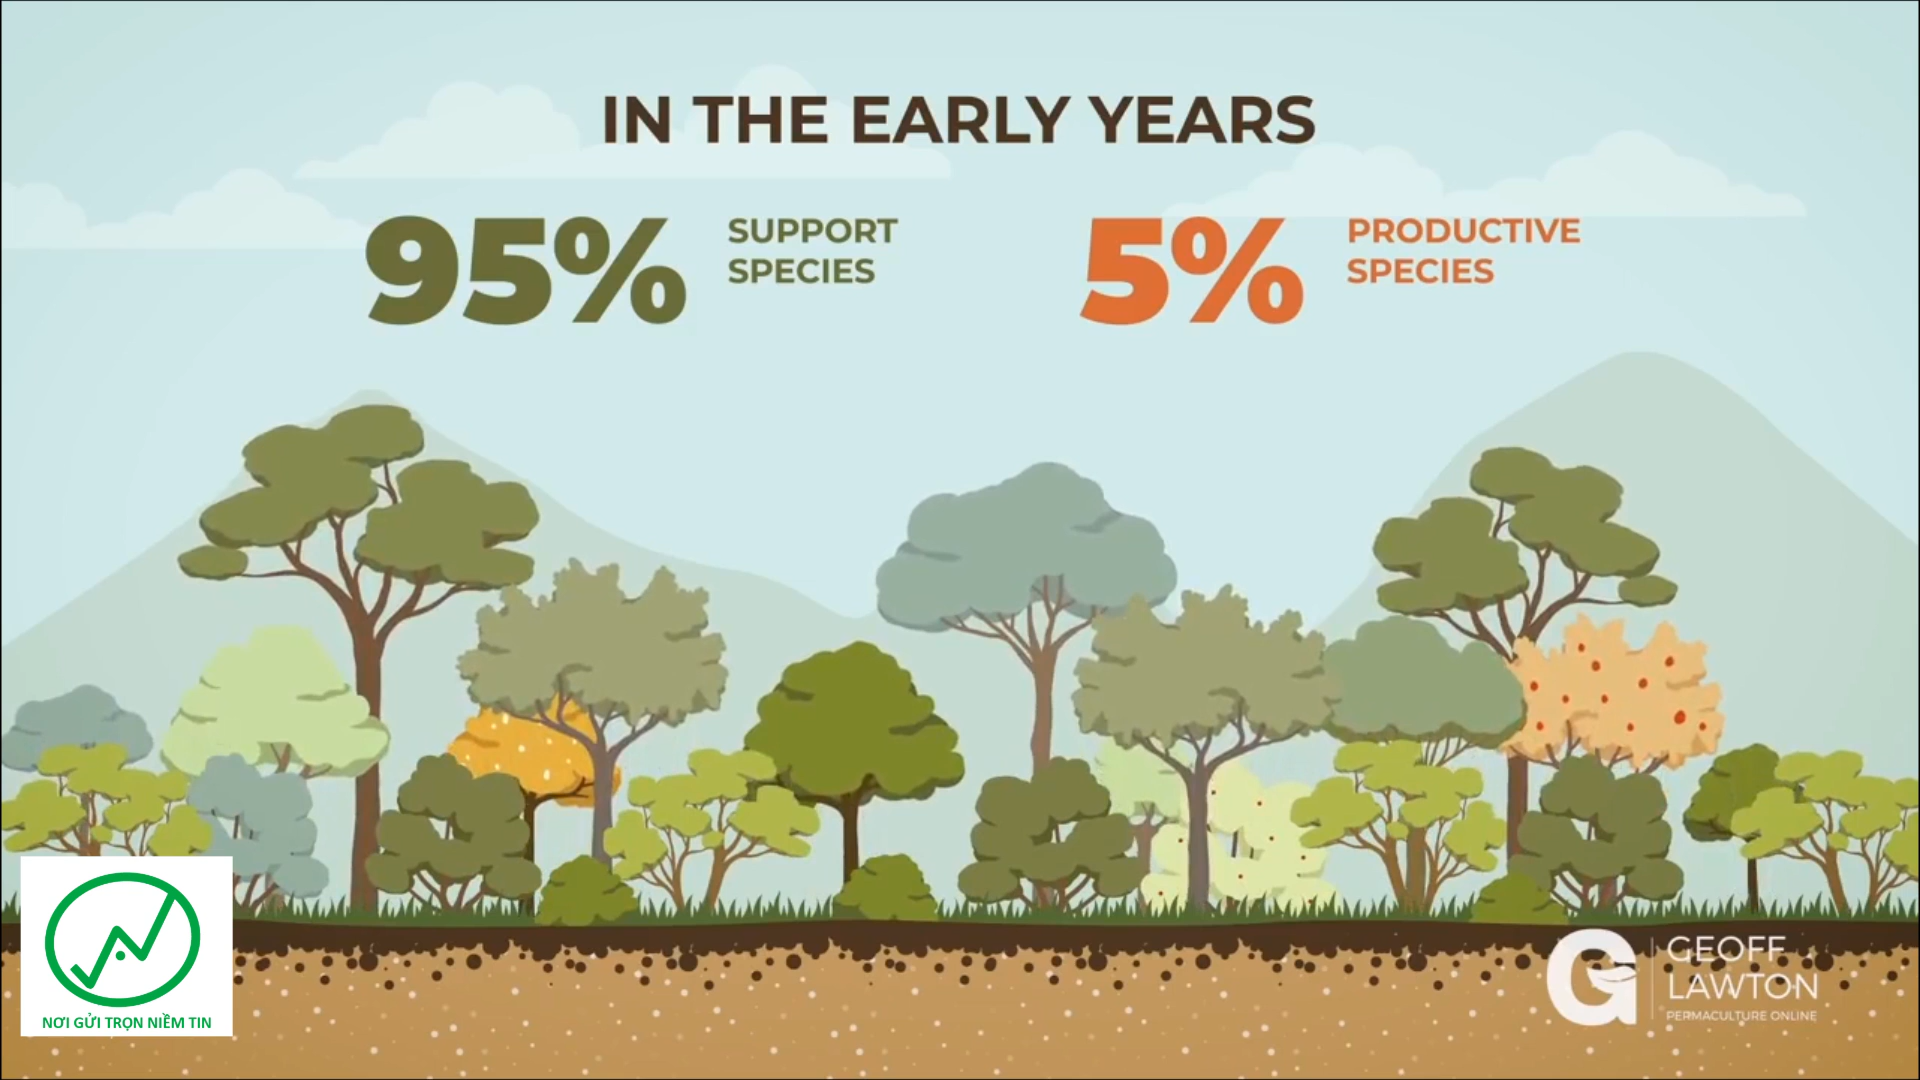 IN THE EARLY YEARS
95%
SUPPORT
SPECIES
5%
PRODUCTIVE
SPECIES
NƠI GỬI TRỌN NIỀM TIN
GEOFF
LAWTON
PERMACULTURE ONLINE